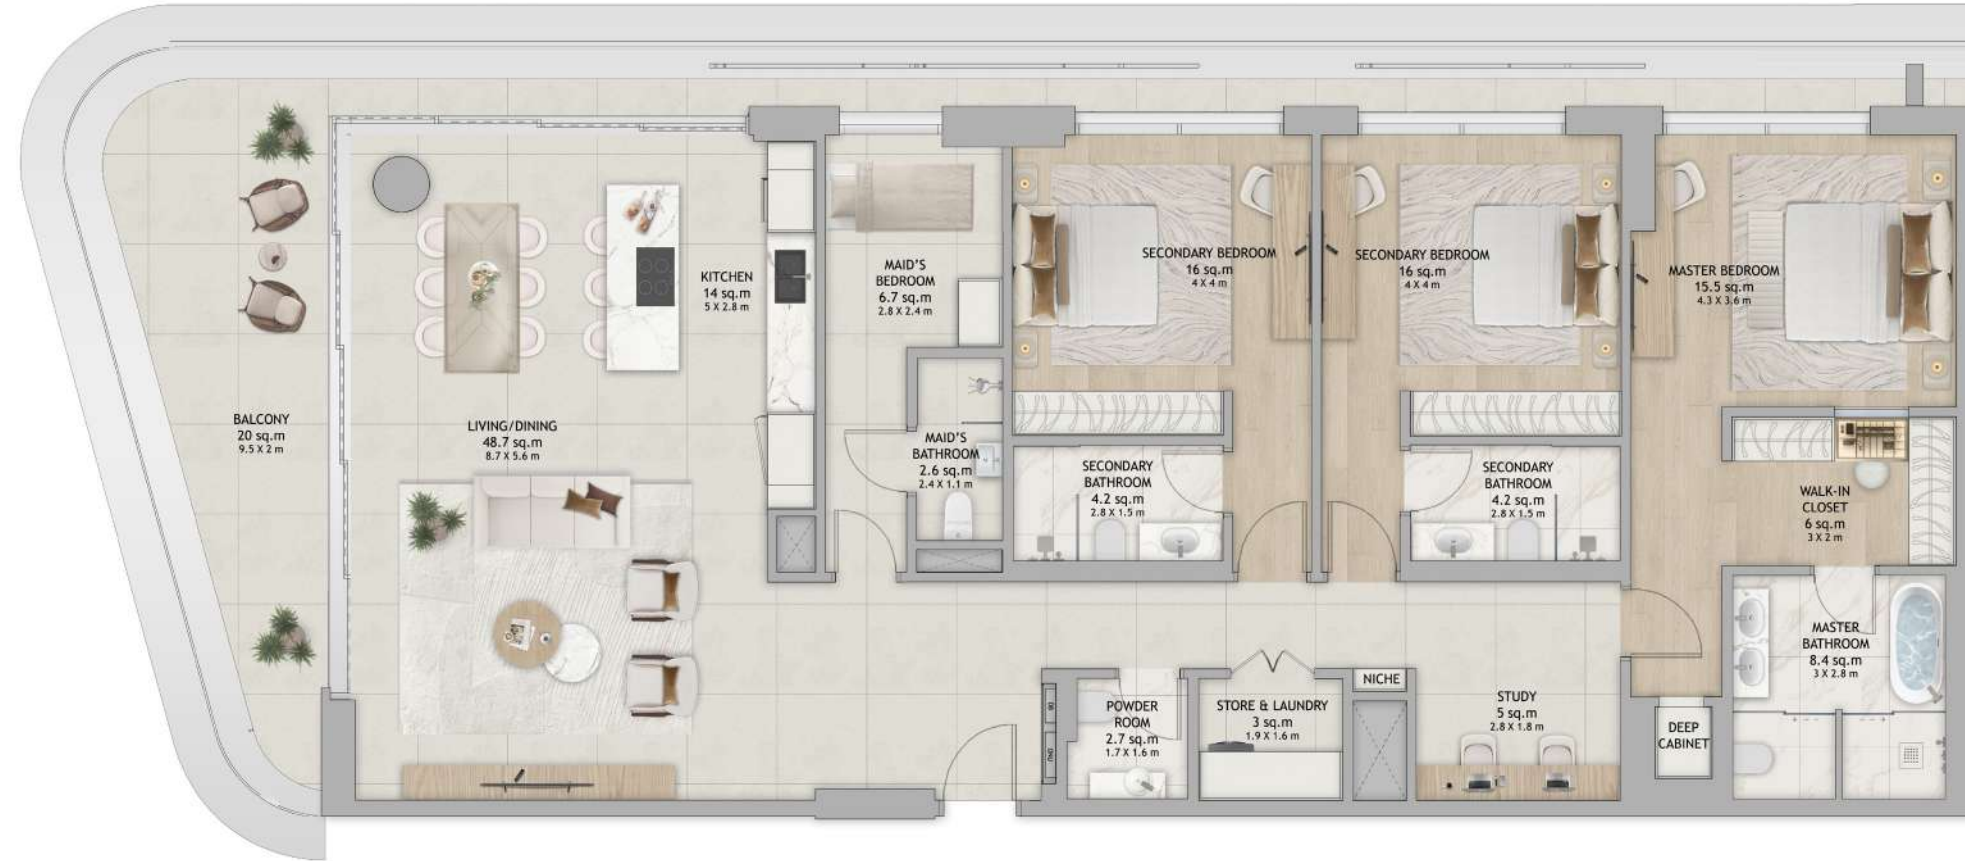 BALCONY
20 sq.m
9.5 X 2 m
LIVING/DINING
48.7 sq.m
8.7 X 5.6 m
KITCHEN
14 sq.m
5 X 2.8 m
MAID'S
BEDROOM
6.7 sq.m
2.8 X 2.4 m
MAID'S
BATHROOM
2.6 sq.m
2.4 X 1.1 m
SECONDARY BEDROOM
16 sq.m
4 X 4 m
SECONDARY
BATHROOM
4.2 sq.m
2.8 X 1.5 m
SECONDARY BEDROOM
16 sq.m
4 X 4 m
SECONDARY
BATHROOM
4.2 sq.m
2.8 X 1.5 m
MASTER BEDROOM
15.5 sq.m
4.3 X 3.6 m
WALK-IN
CLOSET
6 sq.m
3 X 2 m
MASTER
BATHROOM
8.4 sq.m
3 X 2.8 m
DB
POWDER
ROOM
2.7 sq.m
1.7 X 1.6 m
STORE & LAUNDRY
3 sq.m
1.9 X 1.6 m
NICHE
STUDY
5 sq.m
2.8 X 1.8 m
DEEP
CABINET